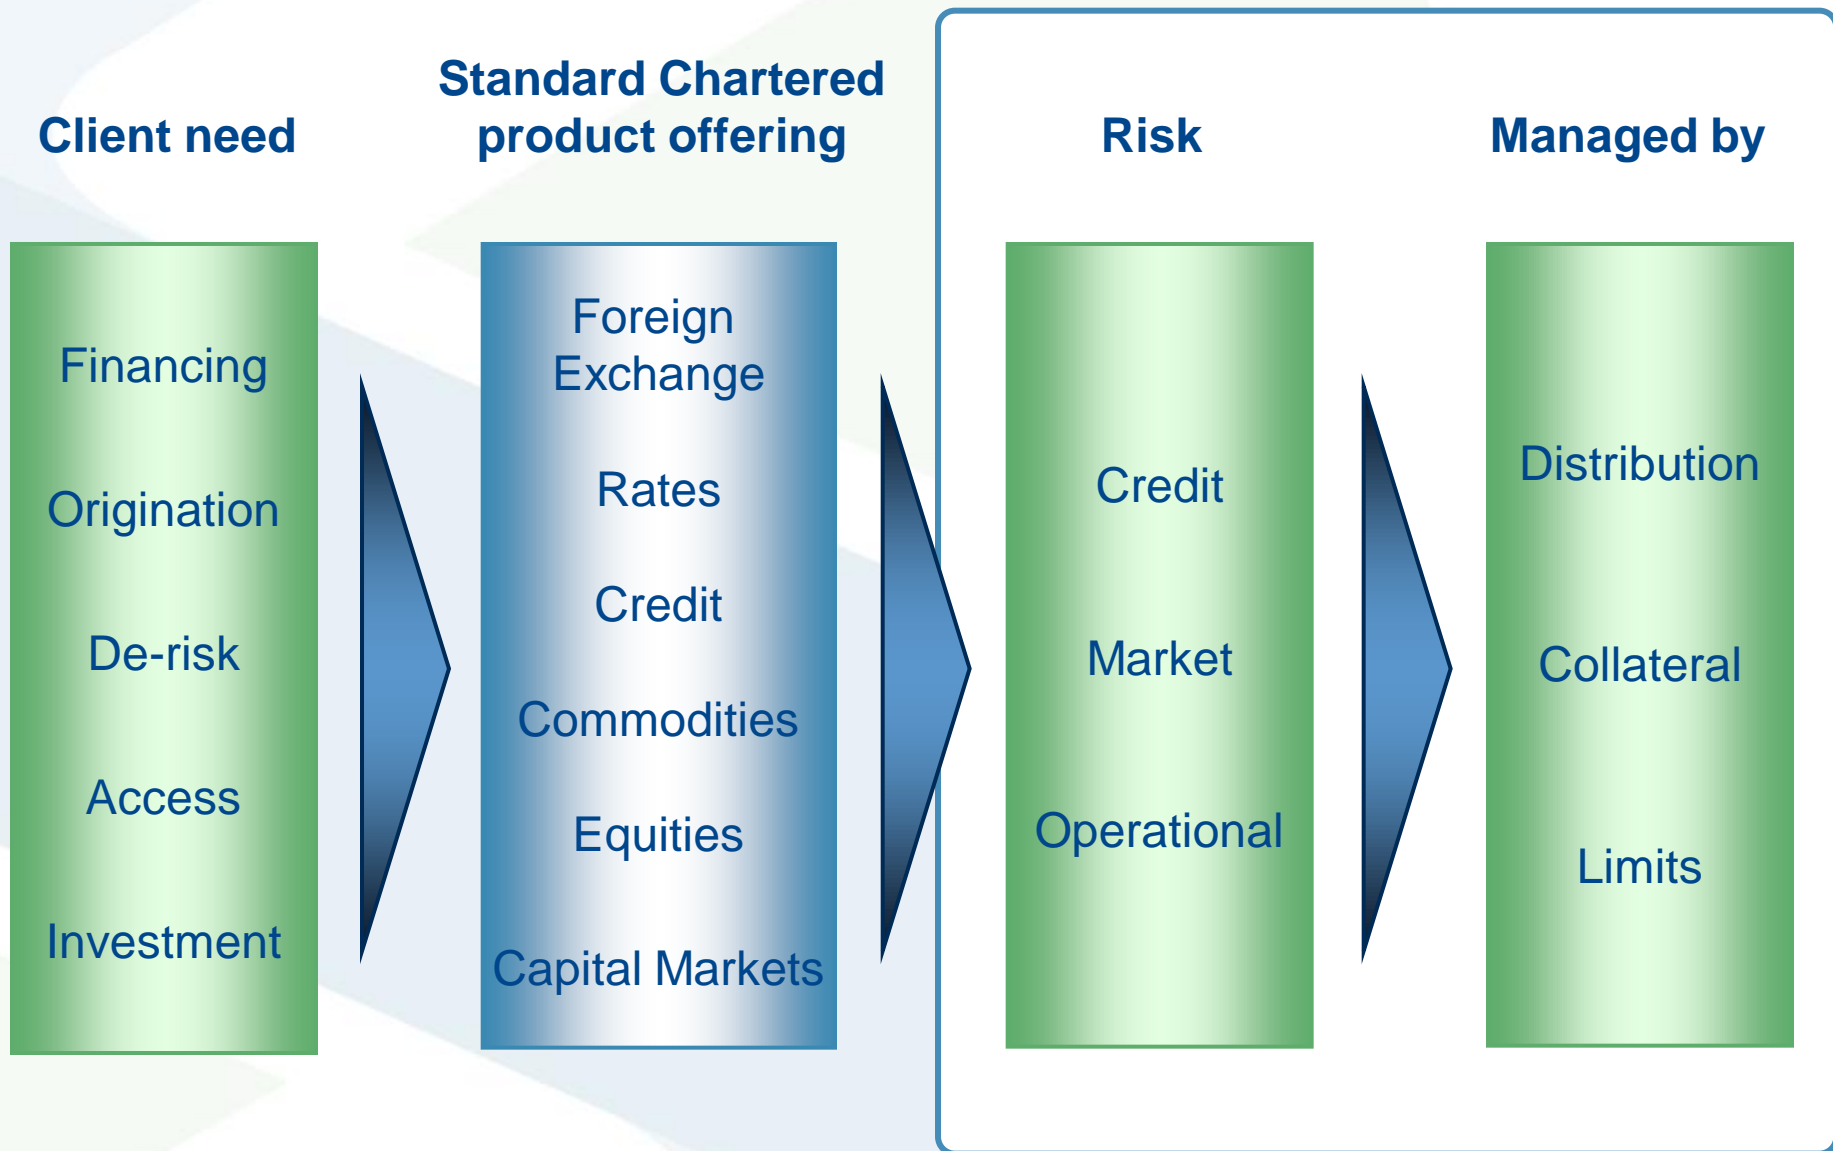 Client need
Standard Chartered
product offering
Risk
Managed by
Financing
Origination
De-risk
Access
Investment
Foreign
Exchange
Rates
Credit
Commodities
Equities
Capital Markets
Credit
Market
Operational
Distribution
Collateral
Limits